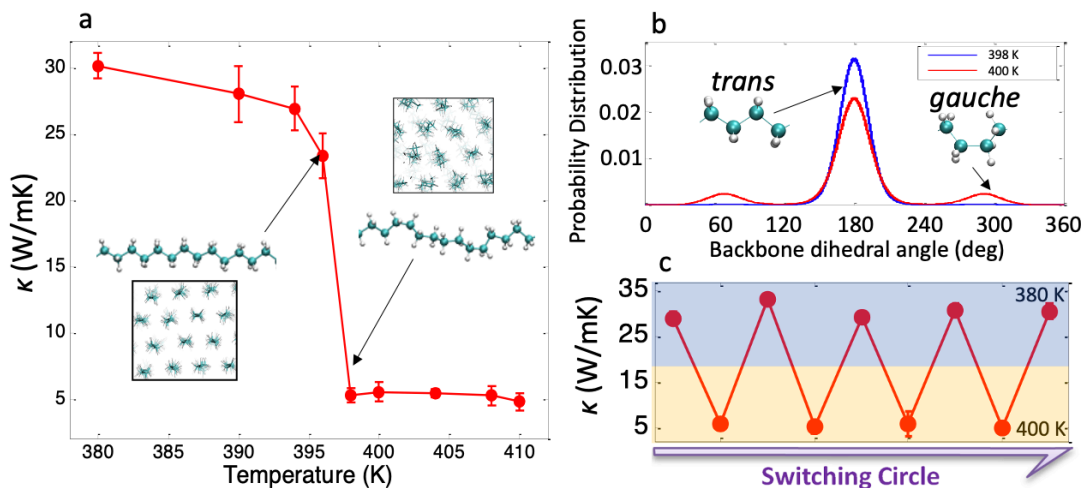 a
κ (W/mK)
30
25
20
15
10
5
380
385
390
395
400
405
410
Temperature (K)
b
Probability Distribution
0.03
0.02
0.01
trans
gauche
398 K
400 K
0
60
120
180
240
300
360
Backbone dihedral angle (deg)
c
κ (W/mK)
35
25
15
5
380 K
400 K
Switching Circle